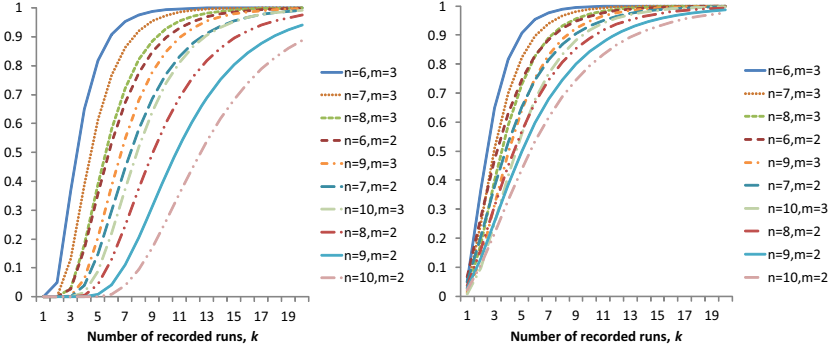 1
0.9
0.8
0.7
0.6
0.5
0.4
0.3
0.2
0.1
0
1 3 5 7 9 11 13 15 17 19
Number of recorded runs, k
n=6,m=3
n=7,m=3
n=8,m=3
n=6,m=2
n=9,m=3
n=7,m=2
n=10,m=3
n=8,m=2
n=9,m=2
n=10,m=2
1
0.9
0.8
0.7
0.6
0.5
0.4
0.3
0.2
0.1
0
1 3 5 7 9 11 13 15 17 19
Number of recorded runs, k
n=6,m=3
n=7,m=3
n=8,m=3
n=6,m=2
n=9,m=3
n=7,m=2
n=10,m=3
n=8,m=2
n=9,m=2
n=10,m=2